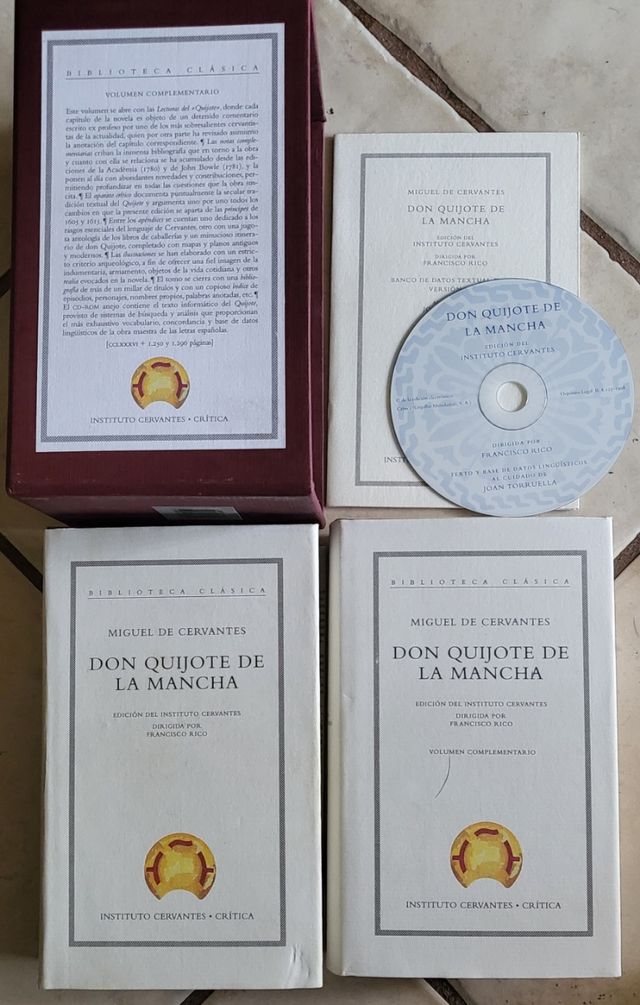 BIBLIOTECA CLÁSICA
VOLUMEN COMPLEMENTARIO
Este volumen se abre con las Lecturas del «Quijote», donde cada
capítulo de la novela es objeto de un detenido comentario
escrito ex profeso por uno de los más sobresalientes cervantis-
tas de la actualidad, quien por otra parte ha revisado asimismo
la anotación del capítulo correspondiente. ¶ Las notas comple-
mentarias criban la inmensa bibliografía que en torno a la obra
y cuanto con ella se relaciona se ha acumulado desde las edi-
ciones de la Academia (1780) y de John Bowle (1781), y la
ponen al día con abundantes novedades y contribuciones, per-
mitiendo profundizar en todas las cuestiones que la obra sus-
cita. ¶ El aparato crítico documenta puntualmente la secular tra-
dición textual del Quijote y argumenta uno por uno todos los
cambios en que la presente edición se aparta de las prínceps de
1605 y 1615. ¶ Entre los apéndices se cuentan uno dedicado a los
rasgos esenciales del lenguaje de Cervantes, otro con una jugo-
sa antología de los libros de caballerías y un minucioso itinera-
rio de don Quijote, completado con mapas y planos antiguos
y modernos. ¶ Las ilustraciones se han elaborado con un estric-
to criterio arqueológico, a fin de ofrecer una fiel imagen de la
indumentaria, armamento, objetos de la vida cotidiana y otros
realia evocados en la novela. ¶ El tomo se cierra con una biblio-
grafía de más de un millar de títulos y con un copioso índice de
episodios, personajes, nombres propios, palabras anotadas, etc. ¶
El CD-ROM anejo contiene el texto informático del Quijote,
provisto de sistemas de búsqueda y análisis que proporcionan
el más exhaustivo vocabulario, concordancia y base de datos
lingüísticos de la obra maestra de las letras españolas.
[CCLXXXVI + 1.250 y 1.296 páginas]
INSTITUTO CERVANTES • CRÍTICA
MIGUEL DE CERVANTES
DON QUIJOTE DE
LA MANCHA
EDICIÓN DEL
INSTITUTO CERVANTES
DIRIGIDA POR
FRANCISCO RICO
BANCO DE DATOS
DON QUIJOTE DE
LA MANCHA
EDICIÓN DEL
INSTITUTO CERVANTES
DIRIGIDA POR
FRANCISCO RICO
TEXTO Y BASE DE DATOS LINGÜÍSTICOS
AL CUIDADO DE
JOAN TORRUELLA
BIBLIOTECA CLÁSICA
MIGUEL DE CERVANTES
DON QUIJOTE DE
LA MANCHA
EDICIÓN DEL INSTITUTO CERVANTES
DIRIGIDA POR
FRANCISCO RICO
INSTITUTO CERVANTES • CRÍTICA
BIBLIOTECA CLÁSICA
MIGUEL DE CERVANTES
DON QUIJOTE DE
LA MANCHA
EDICIÓN DEL INSTITUTO CERVANTES
DIRIGIDA POR
FRANCISCO RICO
VOLUMEN COMPLEMENTARIO
INSTITUTO CERVANTES • CRÍTICA